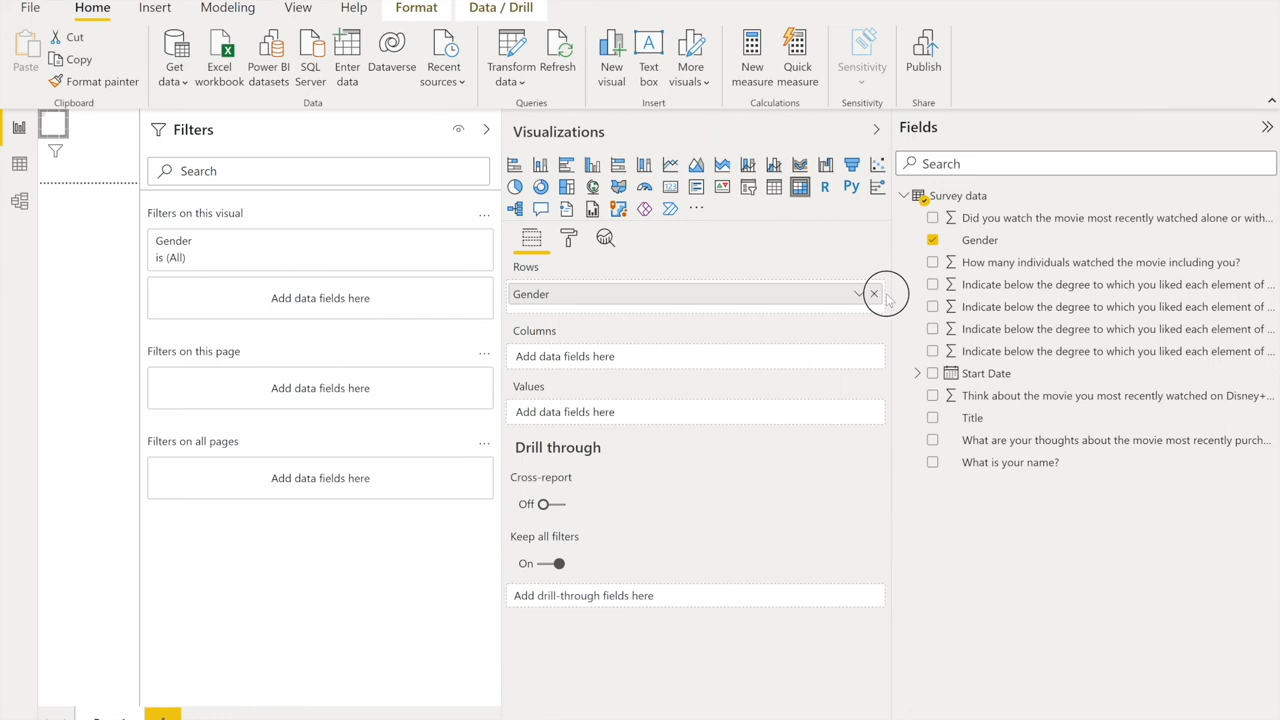 File Home Insert Modeling View Help Format Data / Drill
Paste
Cut
Copy
Format painter
Clipboard
Get data
Excel workbook
Power BI datasets
SQL Server
Enter data
Dataverse
Recent sources
Data
Transform data
Refresh
Queries
New visual
Text box
More visuals
Insert
New measure
Quick measure
Calculations
Sensitivity
Sensitivity
Publish
Share
Filters
Search
Filters on this visual
...
Gender
is (All)
Add data fields here
Filters on this page
...
Add data fields here
Filters on all pages
...
Add data fields here
Visualizations
123
R
Py
...
Rows
Gender
Columns
Add data fields here
Values
Add data fields here
Drill through
Cross-report
Off
Keep all filters
On
Add drill-through fields here
Fields
Search
Survey data
Did you watch the movie most recently watched alone or with...
Gender
How many individuals watched the movie including you?
Indicate below the degree to which you liked each element of ...
Indicate below the degree to which you liked each element of ...
Indicate below the degree to which you liked each element of ...
Indicate below the degree to which you liked each element of ...
Start Date
Think about the movie you most recently watched on Disney+...
Title
What are your thoughts about the movie most recently purch...
What is your name?